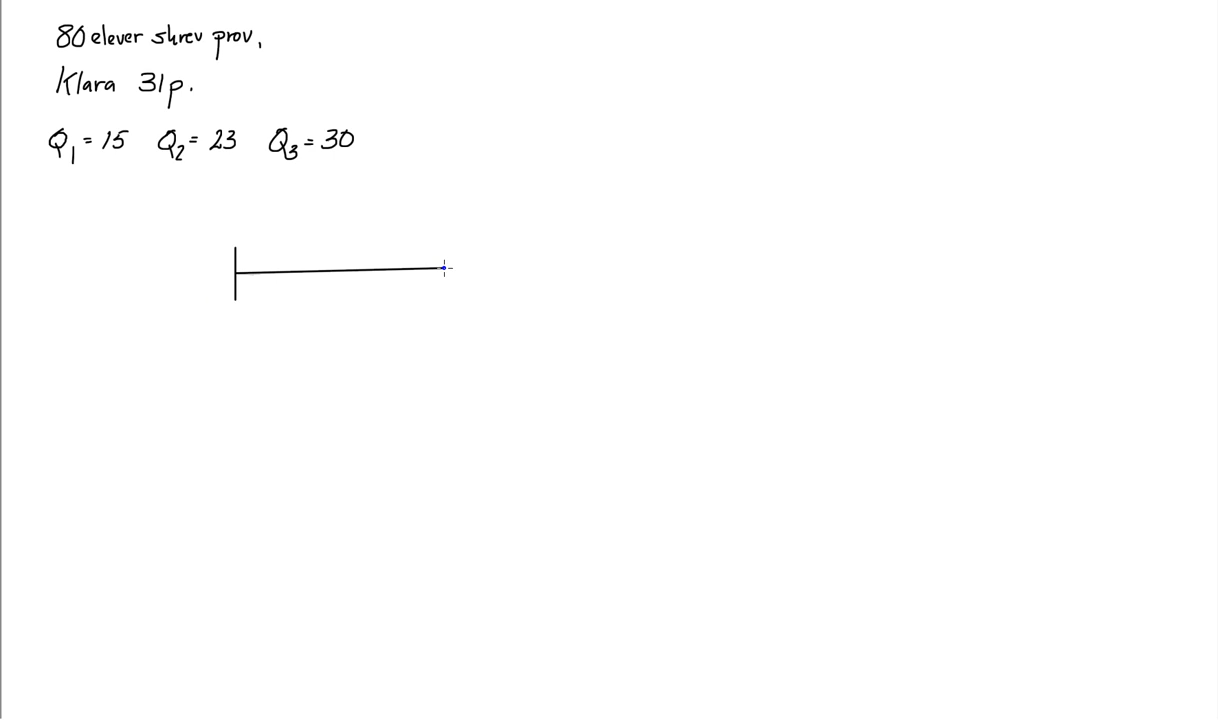 80 elever skrev prov.
Klara 31p.
Q₁ = 15 Q₂ = 23 Q₃ = 30